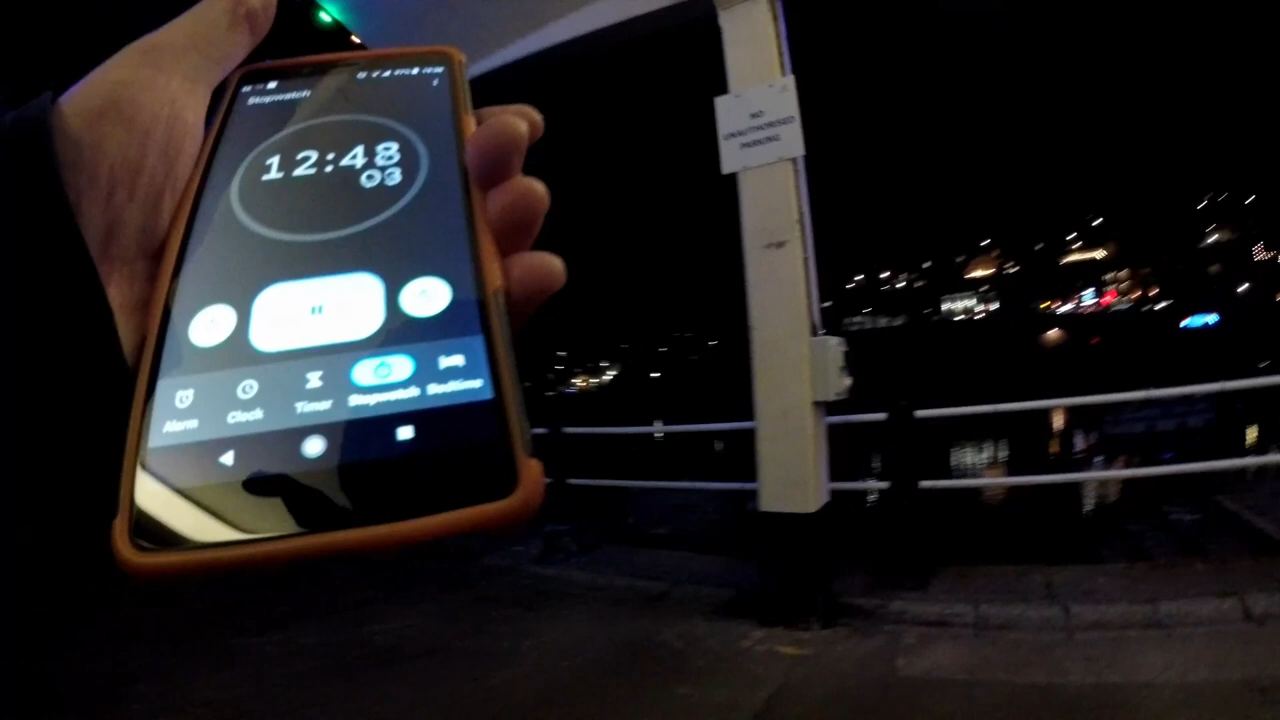 Stopwatch
12:48
03
Alarm
Clock
Timer
Stopwatch
Bedtime
NO
UNAUTHORISED
PARKING